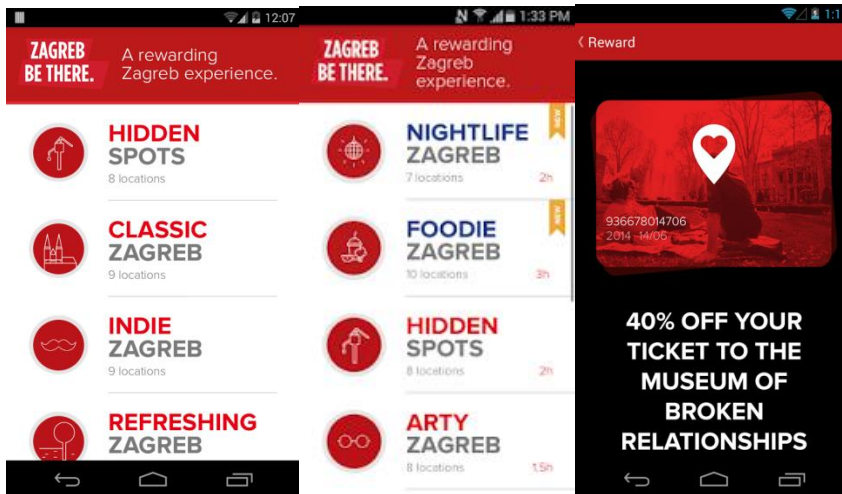 12:07
ZAGREB
BE THERE.
A rewarding
Zagreb experience.
HIDDEN
SPOTS
8 locations
CLASSIC
ZAGREB
9 locations
INDIE
ZAGREB
9 locations
REFRESHING
ZAGREB
1:33 PM
ZAGREB
BE THERE.
A rewarding
Zagreb
experience.
NEW
NIGHTLIFE
ZAGREB
7 locations
2h
NEW
FOODIE
ZAGREB
10 locations
3h
HIDDEN
SPOTS
8 locations
2h
ARTY
ZAGREB
8 locations
1.5h
Reward
936678014706
2014 -14/06-
40% OFF YOUR
TICKET TO THE
MUSEUM OF
BROKEN
RELATIONSHIPS